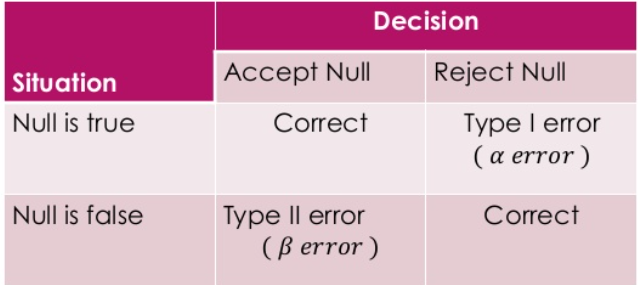 Decision
Situation
Accept Null
Reject Null
Null is true
Correct
Type I error
( α error )
Null is false
Type II error
( β error )
Correct